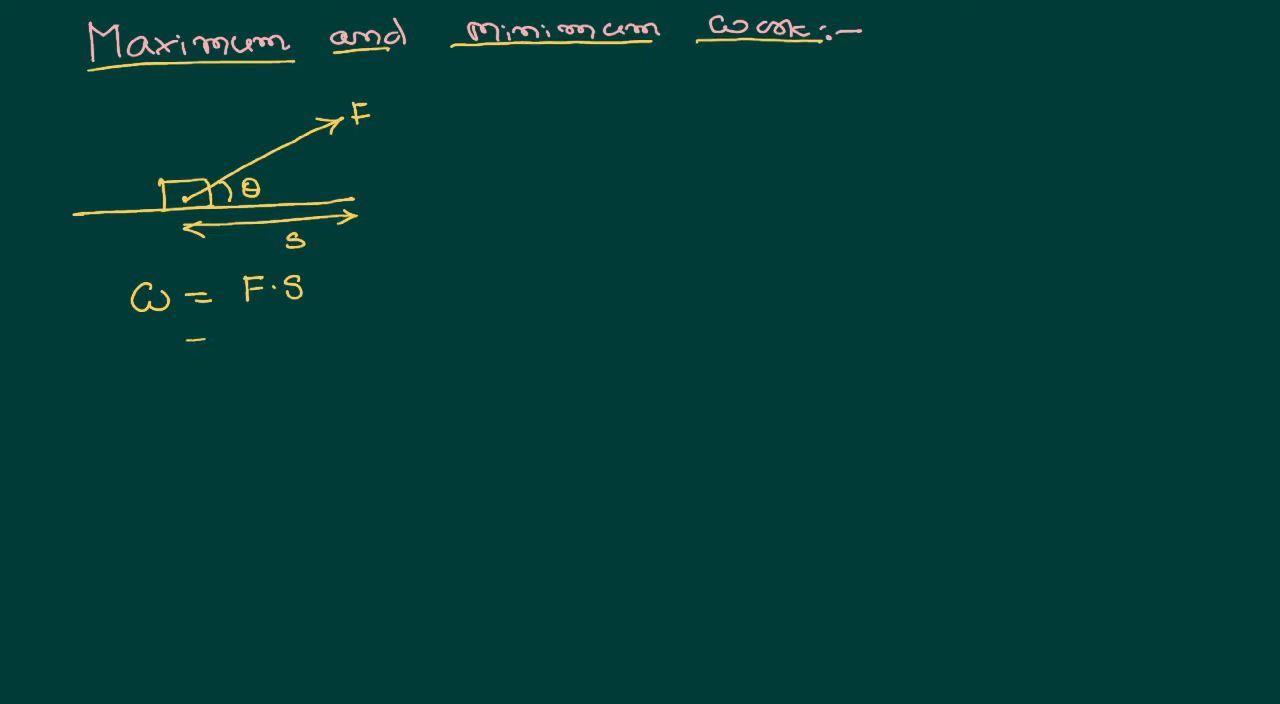 Maximum and minimum work:-
F
θ
s
W = F·S
=